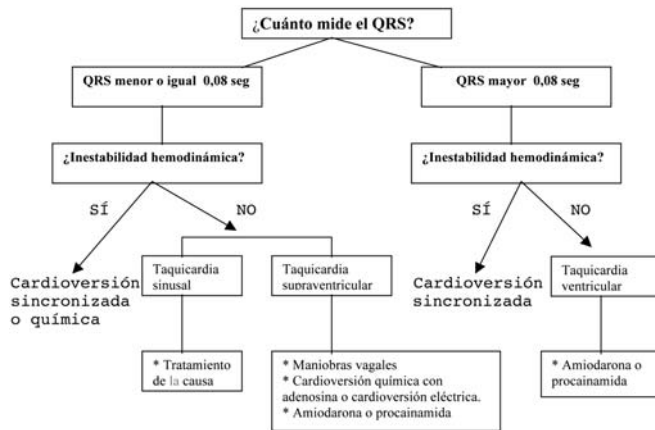 ¿Cuánto mide el QRS?
QRS menor o igual 0,08 seg
QRS mayor 0,08 seg
¿Inestabilidad hemodinámica?
¿Inestabilidad hemodinámica?
SÍ
NO
SÍ
NO
Cardioversión
sincronizada
o química
Taquicardia
sinusal
Taquicardia
supraventricular
Cardioversión
sincronizada
Taquicardia
ventricular
* Tratamiento
de la causa
* Maniobras vagales
* Cardioversión química con
adenosina o cardioversión eléctrica.
* Amiodarona o procainamida
* Amiodarona o
procainamida